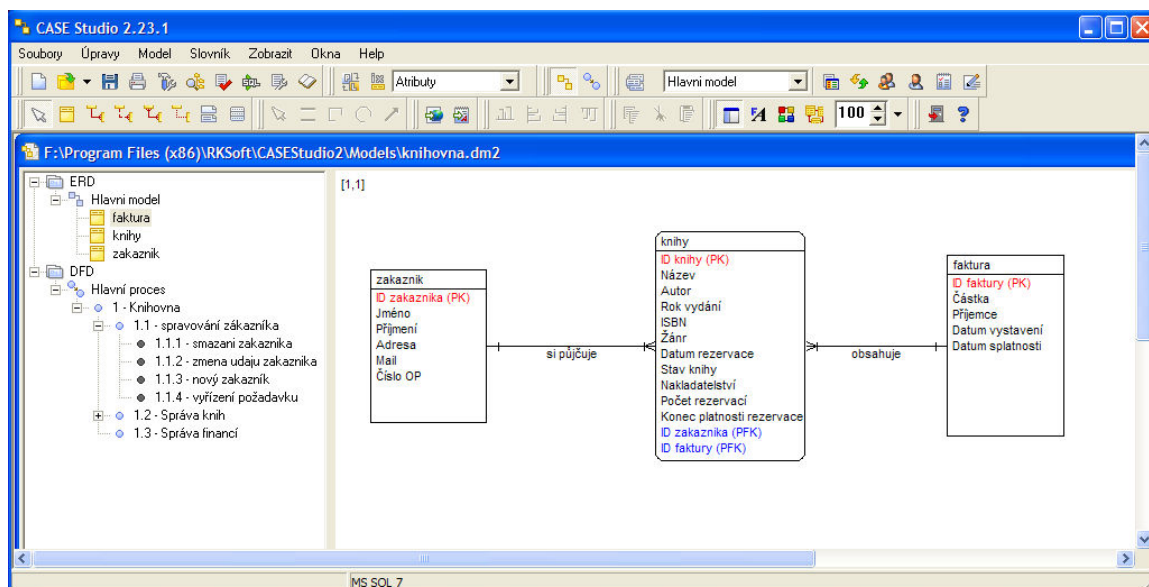 CASE Studio 2.23.1
Soubory Úpravy Model Slovník Zobrazit Okna Help
Atributy Hlavni model
100
F:\Program Files (x86)\RKSoft\CASEStudio2\Models\knihovna.dm2
ERD
Hlavni model
faktura
knihy
zakaznik
DFD
Hlavní proces
1 - Knihovna
1.1 - spravování zákazníka
1.1.1 - smazani zakaznika
1.1.2 - zmena udaju zakaznika
1.1.3 - nový zakazník
1.1.4 - vyřízení požadavku
1.2 - Správa knih
1.3 - Správa financí
[1,1]
zakaznik
ID zakaznika (PK)
Jméno
Příjmení
Adresa
Mail
Číslo OP
si půjčuje
knihy
ID knihy (PK)
Název
Autor
Rok vydání
ISBN
Žánr
Datum rezervace
Stav knihy
Nakladatelství
Počet rezervací
Konec platnosti rezervace
ID zakaznika (PFK)
ID faktury (PFK)
obsahuje
faktura
ID faktury (PK)
Částka
Příjemce
Datum vystavení
Datum splatnosti
MS SQL 7